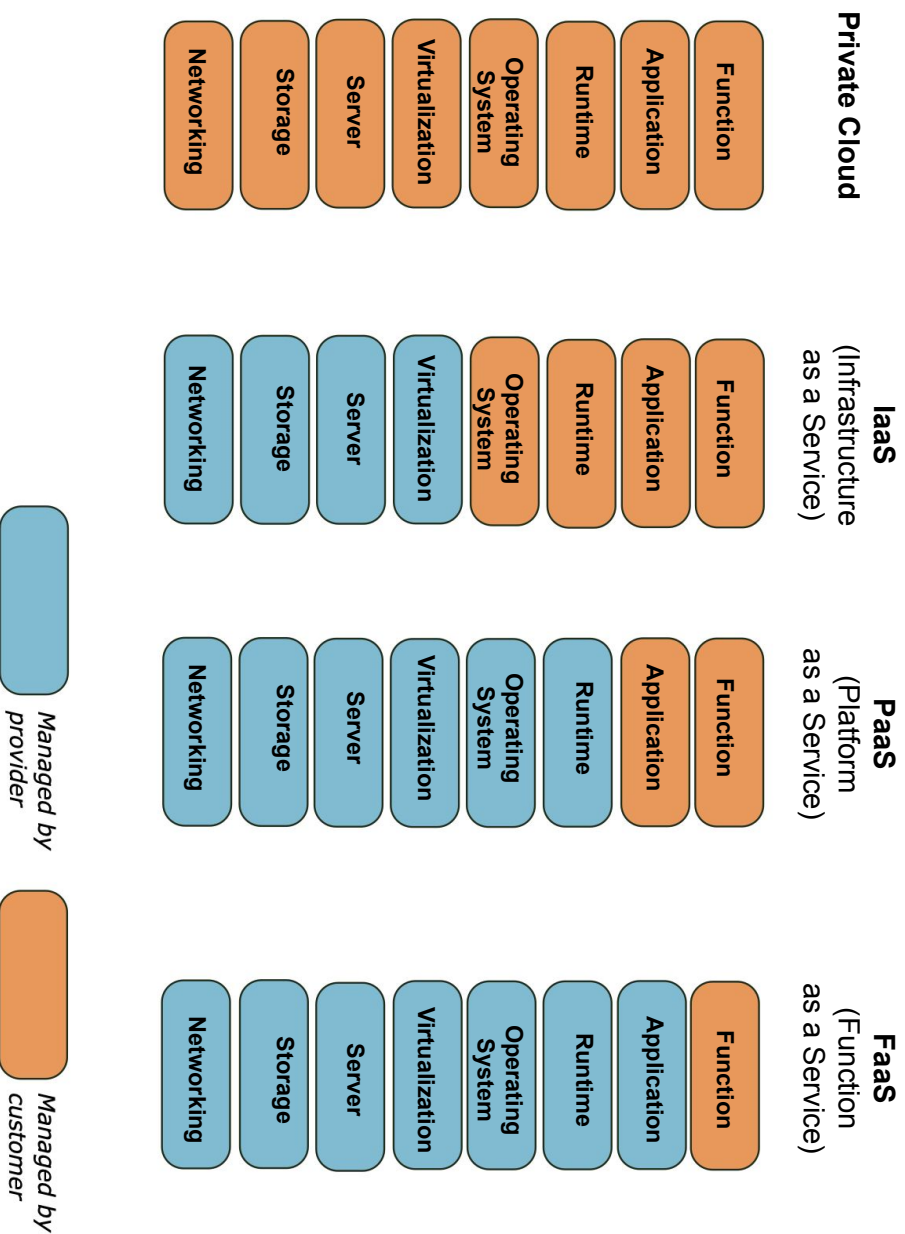 Private Cloud
Function
Application
Runtime
Operating
System
Virtualization
Server
Storage
Networking
IaaS
(Infrastructure
as a Service)
Function
Application
Runtime
Operating
System
Virtualization
Server
Storage
Networking
PaaS
(Platform
as a Service)
Function
Application
Runtime
Operating
System
Virtualization
Server
Storage
Networking
FaaS
(Function
as a Service)
Function
Application
Runtime
Operating
System
Virtualization
Server
Storage
Networking
Managed by
provider
Managed by
customer